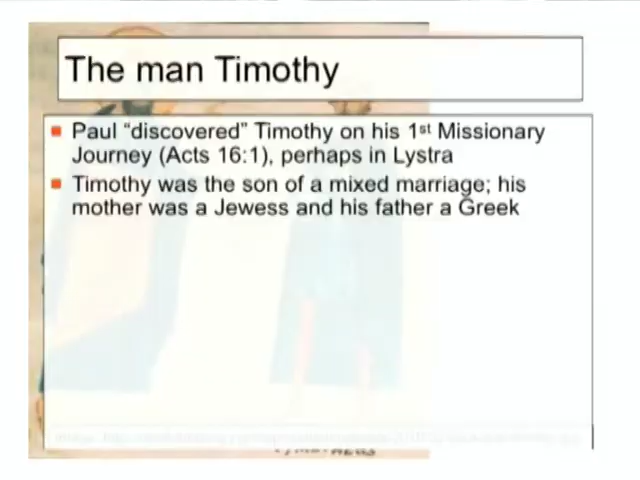 The man Timothy
Paul “discovered” Timothy on his 1st Missionary
Journey (Acts 16:1), perhaps in Lystra
Timothy was the son of a mixed marriage; his
mother was a Jewess and his father a Greek